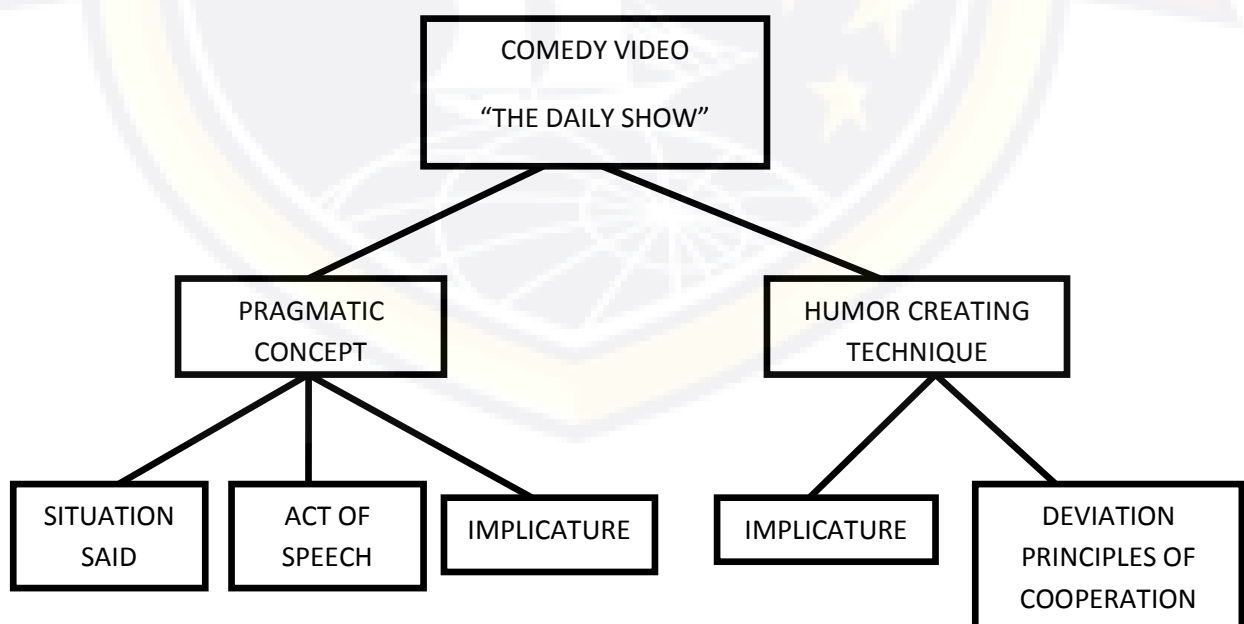 COMEDY VIDEO
“THE DAILY SHOW”
PRAGMATIC
CONCEPT
HUMOR CREATING
TECHNIQUE
SITUATION
SAID
ACT OF
SPEECH
IMPLICATURE
IMPLICATURE
DEVIATION
PRINCIPLES OF
COOPERATION